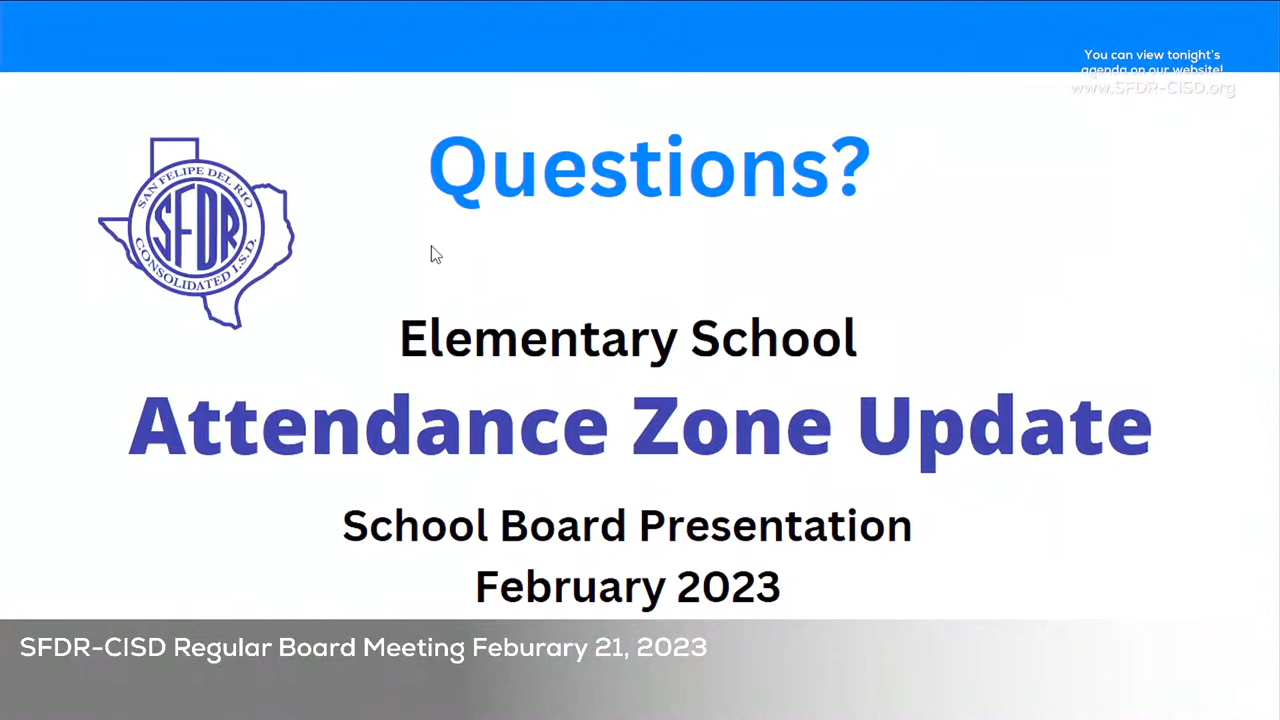 You can view tonight's
agenda on our website!
www.SFDR-CISD.org
Questions?
SAN FELIPE DEL RIO
SFDR
CONSOLIDATED I.S.D.
Elementary School
Attendance Zone Update
School Board Presentation
February 2023
SFDR-CISD Regular Board Meeting Feburary 21, 2023